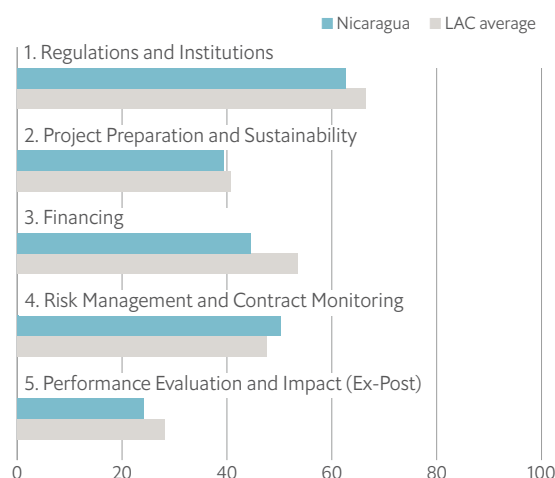 Nicaragua LAC average
1. Regulations and Institutions
2. Project Preparation and Sustainability
3. Financing
4. Risk Management and Contract Monitoring
5. Performance Evaluation and Impact (Ex-Post)
0 20 40 60 80 100